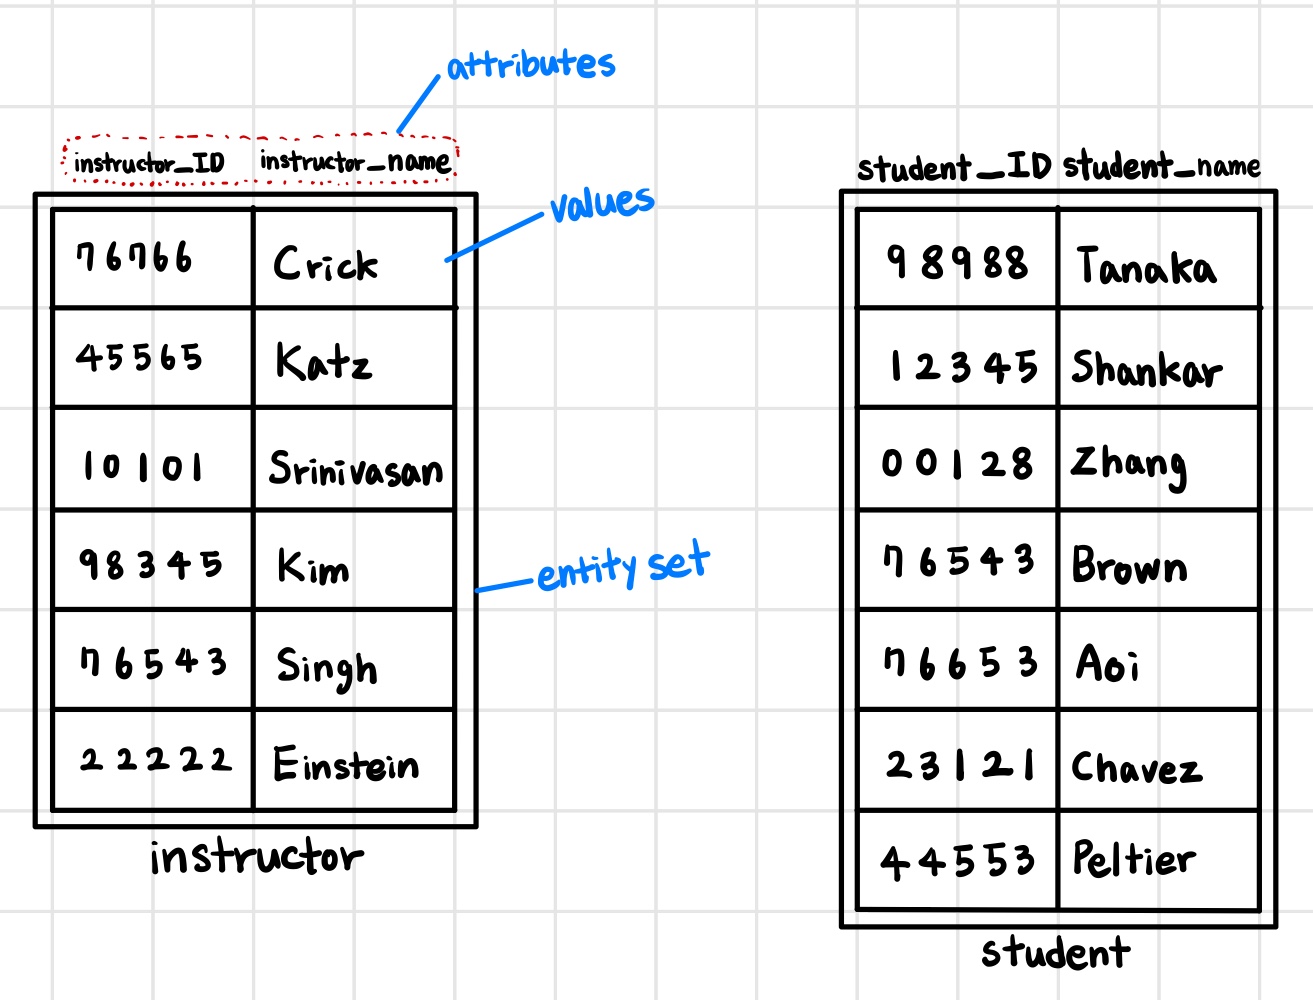 attributes
instructor_ID instructor_name
values
76766 Crick
45565 Katz
10101 Srinivasan
98345 Kim
entity set
76543 Singh
22222 Einstein
instructor
student_ID student_name
98988 Tanaka
12345 Shankar
00128 Zhang
76543 Brown
76653 Aoi
23121 Chavez
44553 Peltier
student